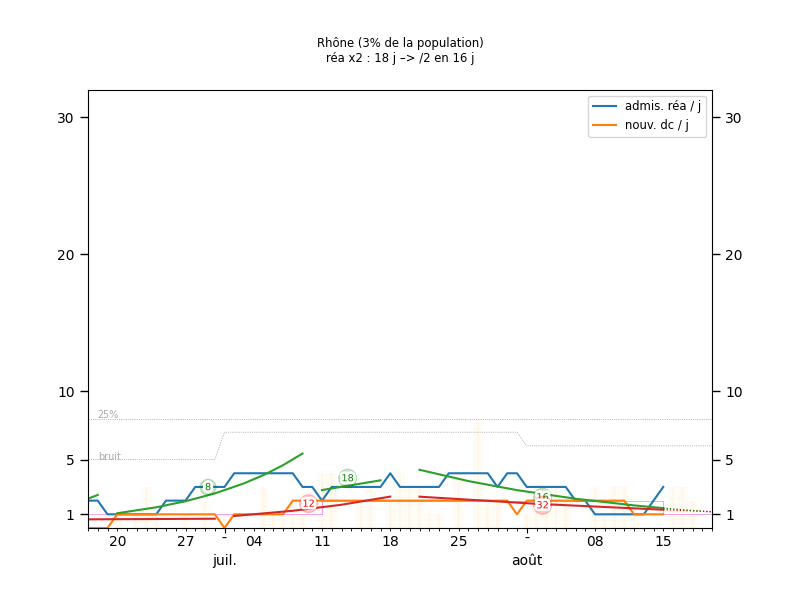 Rhône (3% de la population)
réa x2 : 18 j –> /2 en 16 j
admis. réa / j
nouv. dc / j
30 30
20 20
10 10
5 5
1 1
25%
bruit
8
12
18
16
32
20 27 - 04 11 18 25 - 08 15
juil. août